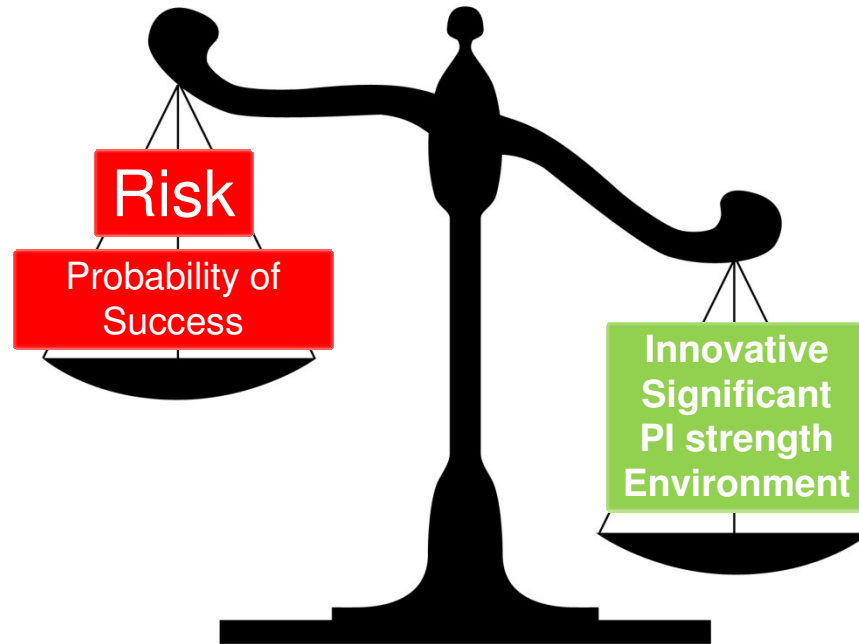 Risk
Probability of
Success
Innovative
Significant
PI strength
Environment